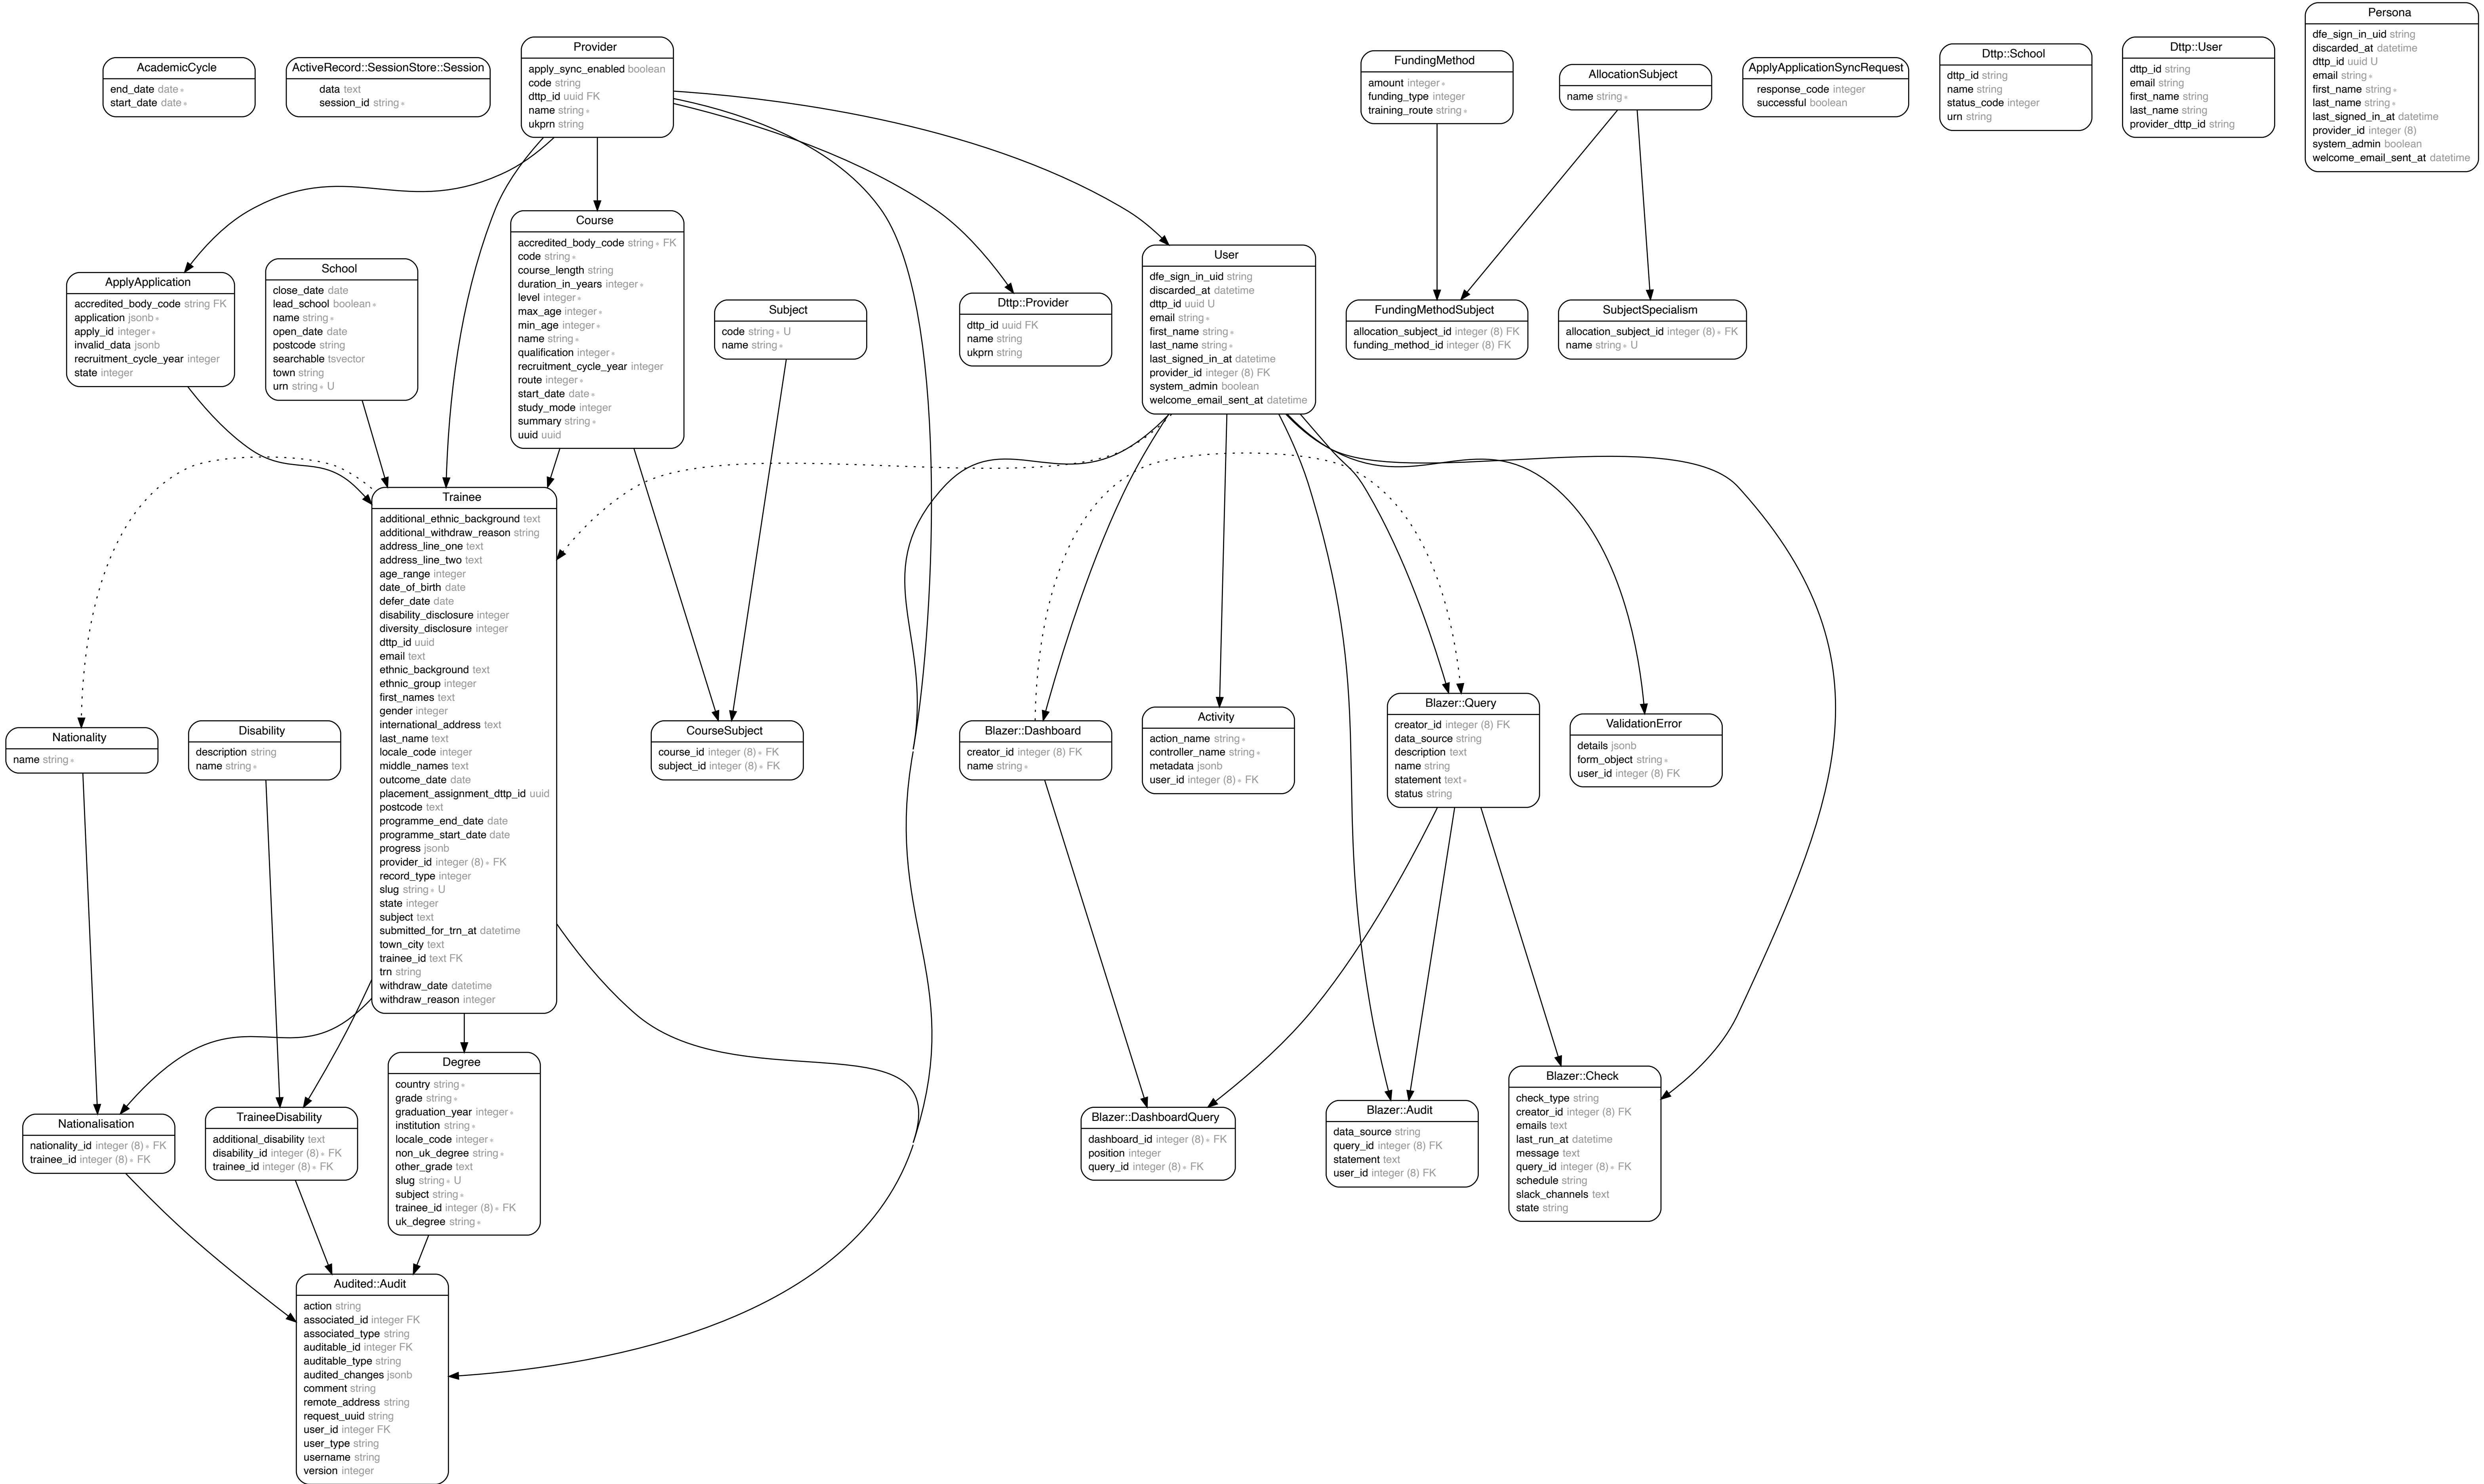 AcademicCycle
end_date date ∗
start_date date ∗
ActiveRecord::SessionStore::Session
data text
session_id string ∗
Provider
apply_sync_enabled boolean
code string
dttp_id uuid FK
name string ∗
ukprn string
FundingMethod
amount integer ∗
funding_type integer
training_route string ∗
AllocationSubject
name string ∗
ApplyApplicationSyncRequest
response_code integer
successful boolean
Dttp::School
dttp_id string
name string
status_code integer
urn string
Dttp::User
dttp_id string
email string
first_name string
last_name string
provider_dttp_id string
Persona
dfe_sign_in_uid string
discarded_at datetime
dttp_id uuid U
email string ∗
first_name string ∗
last_name string ∗
last_signed_in_at datetime
provider_id integer (8)
system_admin boolean
welcome_email_sent_at datetime
ApplyApplication
accredited_body_code string FK
application jsonb ∗
apply_id integer ∗
invalid_data jsonb
recruitment_cycle_year integer
state integer
School
close_date date
lead_school boolean ∗
name string ∗
open_date date
postcode string
searchable tsvector
town string
urn string ∗ U
Course
accredited_body_code string ∗ FK
code string ∗
course_length string
duration_in_years integer ∗
level integer ∗
max_age integer ∗
min_age integer ∗
name string ∗
qualification integer ∗
recruitment_cycle_year integer
route integer ∗
start_date date ∗
study_mode integer
summary string ∗
uuid uuid
Subject
code string ∗ U
name string ∗
Dttp::Provider
dttp_id uuid FK
name string
ukprn string
User
dfe_sign_in_uid string
discarded_at datetime
dttp_id uuid U
email string ∗
first_name string ∗
last_name string ∗
last_signed_in_at datetime
provider_id integer (8) FK
system_admin boolean
welcome_email_sent_at datetime
FundingMethodSubject
allocation_subject_id integer (8) FK
funding_method_id integer (8) FK
SubjectSpecialism
allocation_subject_id integer (8) ∗ FK
name string ∗ U
Trainee
additional_ethnic_background text
additional_withdraw_reason string
address_line_one text
address_line_two text
age_range integer
date_of_birth date
defer_date date
disability_disclosure integer
diversity_disclosure integer
dttp_id uuid
email text
ethnic_background text
ethnic_group integer
first_names text
gender integer
international_address text
last_name text
locale_code integer
middle_names text
outcome_date date
placement_assignment_dttp_id uuid
postcode text
programme_end_date date
programme_start_date date
progress jsonb
provider_id integer (8) ∗ FK
record_type integer
slug string ∗ U
state integer
subject text
submitted_for_trn_at datetime
town_city text
trainee_id text FK
trn string
withdraw_date datetime
withdraw_reason integer
Nationality
name string ∗
Disability
description string
name string ∗
CourseSubject
course_id integer (8) ∗ FK
subject_id integer (8) ∗ FK
Blazer::Dashboard
creator_id integer (8) FK
name string ∗
Activity
action_name string ∗
controller_name string ∗
metadata jsonb
user_id integer (8) ∗ FK
Blazer::Query
creator_id integer (8) FK
data_source string
description text
name string
statement text ∗
status string
ValidationError
details jsonb
form_object string ∗
user_id integer (8) FK
Nationalisation
nationality_id integer (8) ∗ FK
trainee_id integer (8) ∗ FK
TraineeDisability
additional_disability text
disability_id integer (8) ∗ FK
trainee_id integer (8) ∗ FK
Degree
country string ∗
grade string ∗
graduation_year integer ∗
institution string ∗
locale_code integer ∗
non_uk_degree string ∗
other_grade text
slug string ∗ U
subject string ∗
trainee_id integer (8) ∗ FK
uk_degree string ∗
Blazer::DashboardQuery
dashboard_id integer (8) ∗ FK
position integer
query_id integer (8) ∗ FK
Blazer::Audit
data_source string
query_id integer (8) FK
statement text
user_id integer (8) FK
Blazer::Check
check_type string
creator_id integer (8) FK
emails text
last_run_at datetime
message text
query_id integer (8) ∗ FK
schedule string
slack_channels text
state string
Audited::Audit
action string
associated_id integer FK
associated_type string
auditable_id integer FK
auditable_type string
audited_changes jsonb
comment string
remote_address string
request_uuid string
user_id integer FK
user_type string
username string
version integer